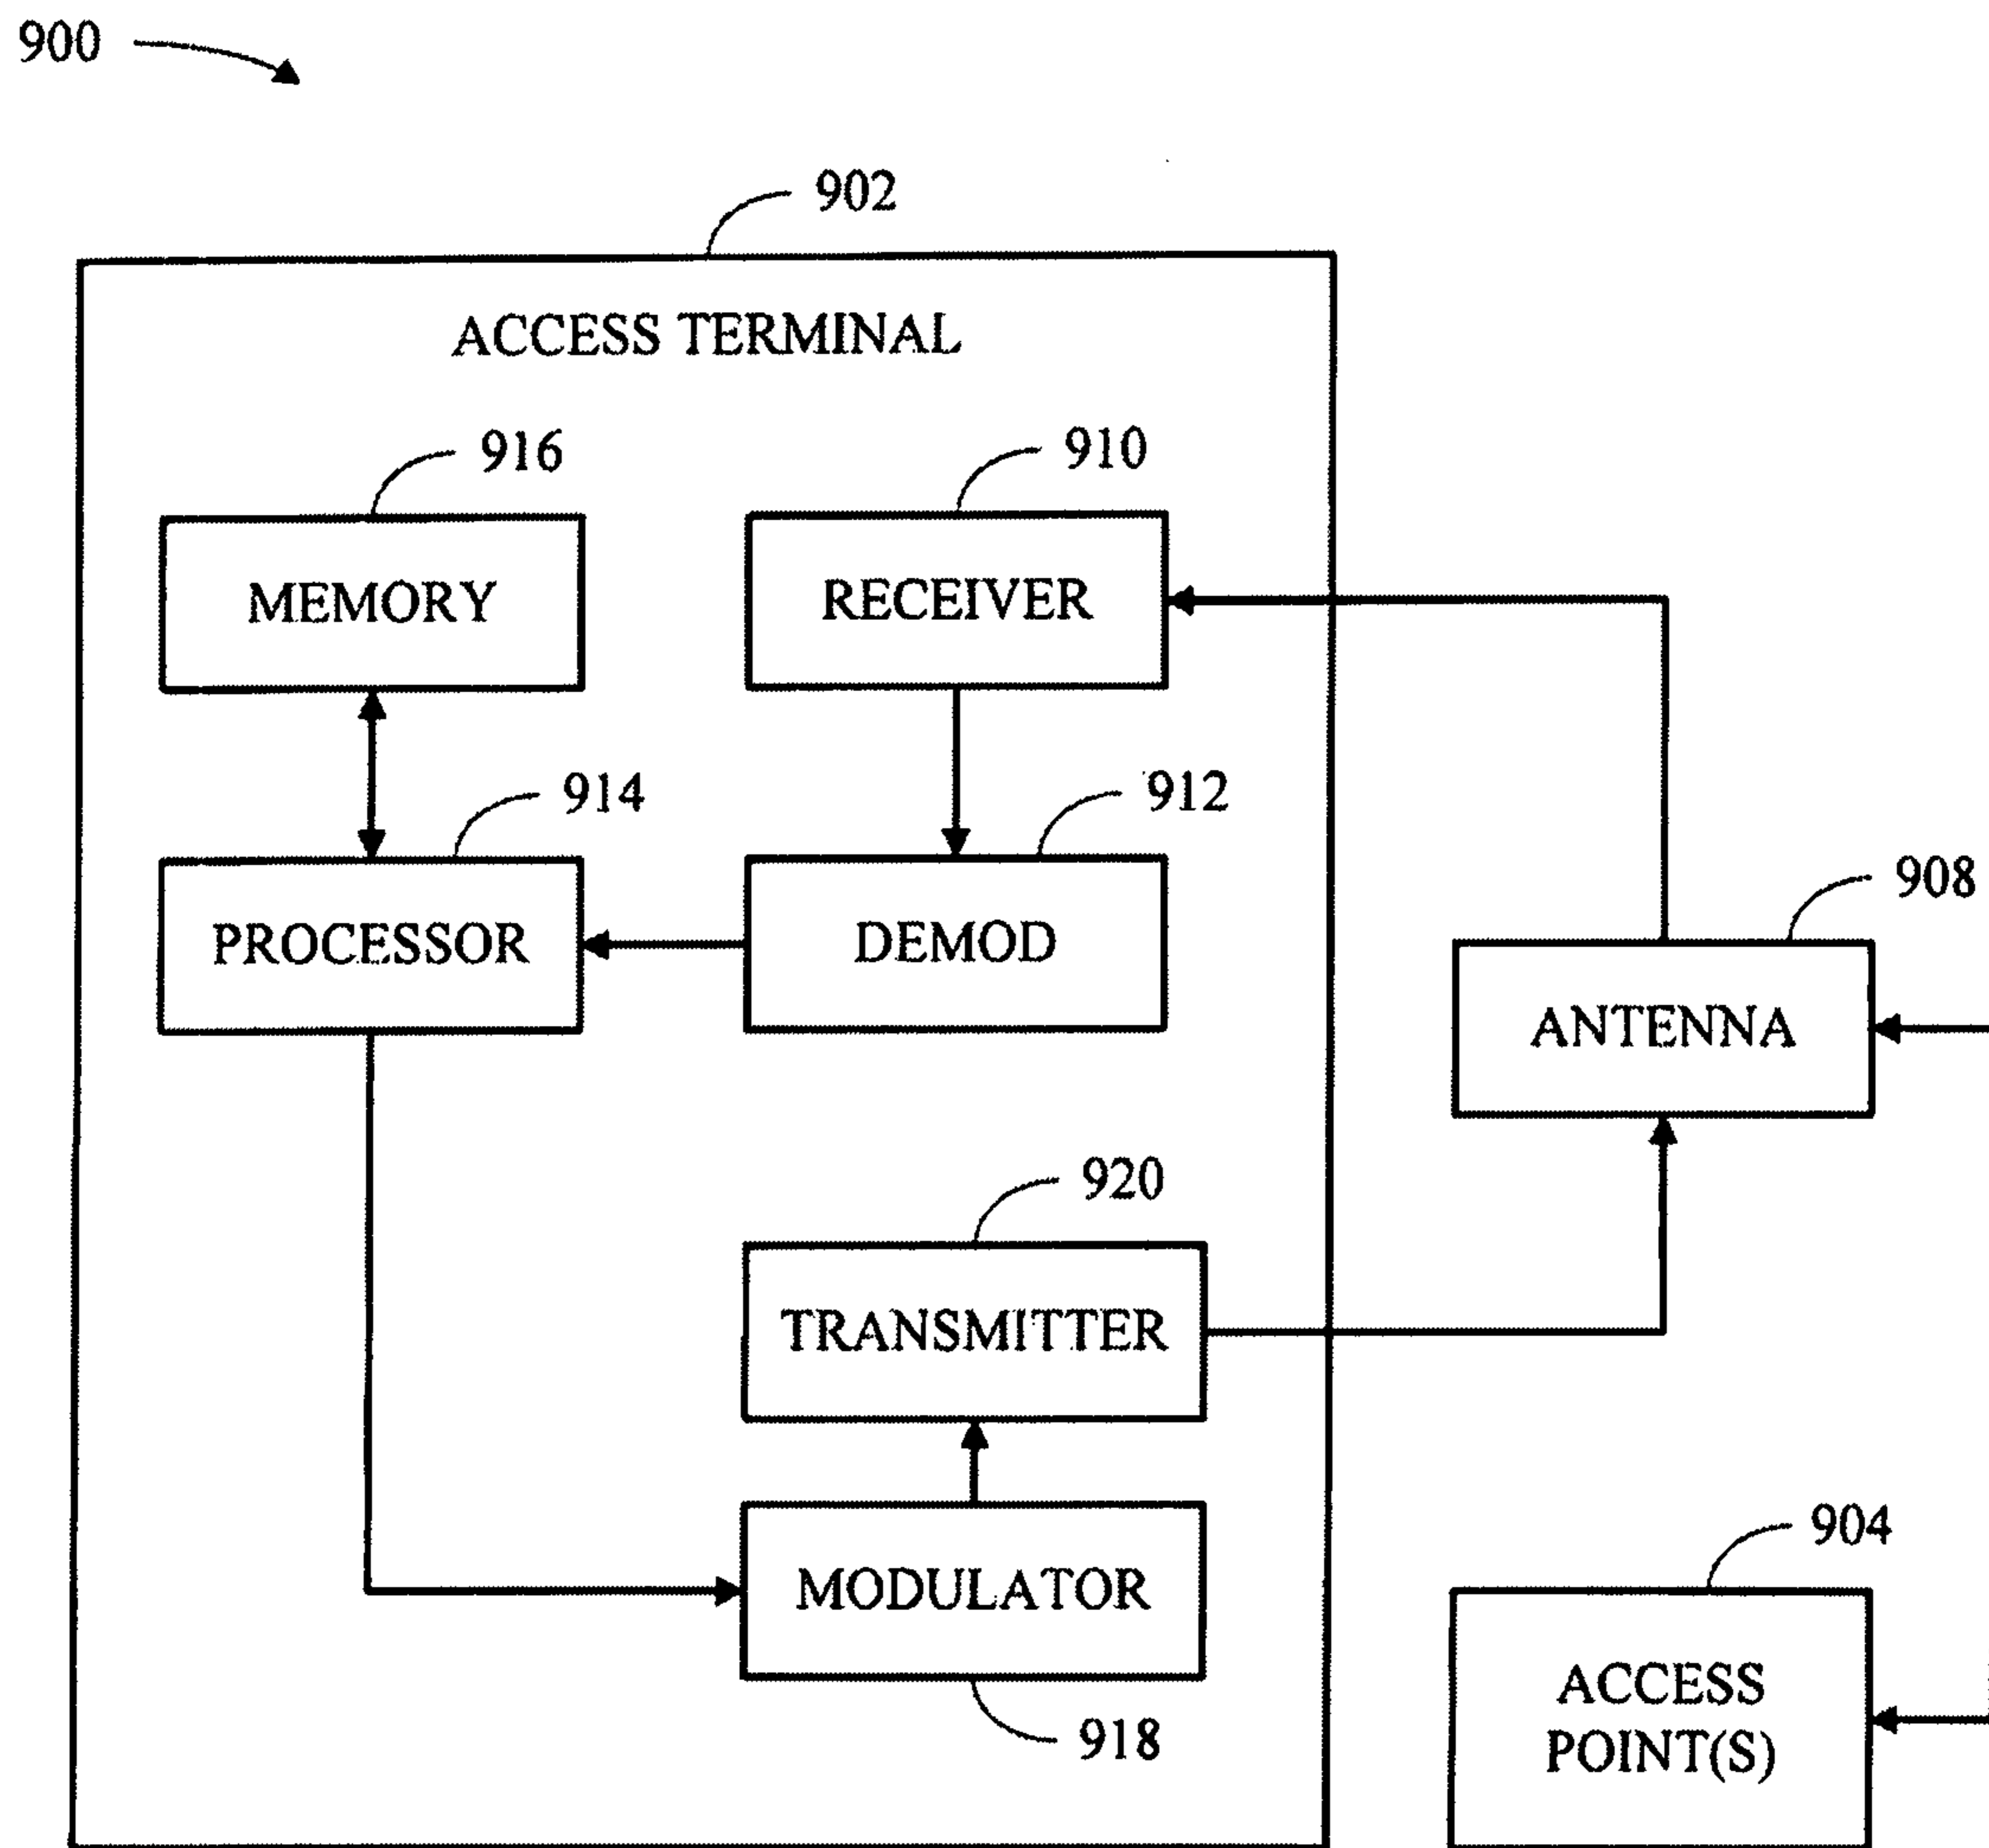 900
902
ACCESS TERMINAL
916
910
MEMORY
RECEIVER
914
912
908
PROCESSOR
DEMOD
ANTENNA
920
TRANSMITTER
904
MODULATOR
ACCESS
POINT(S)
918